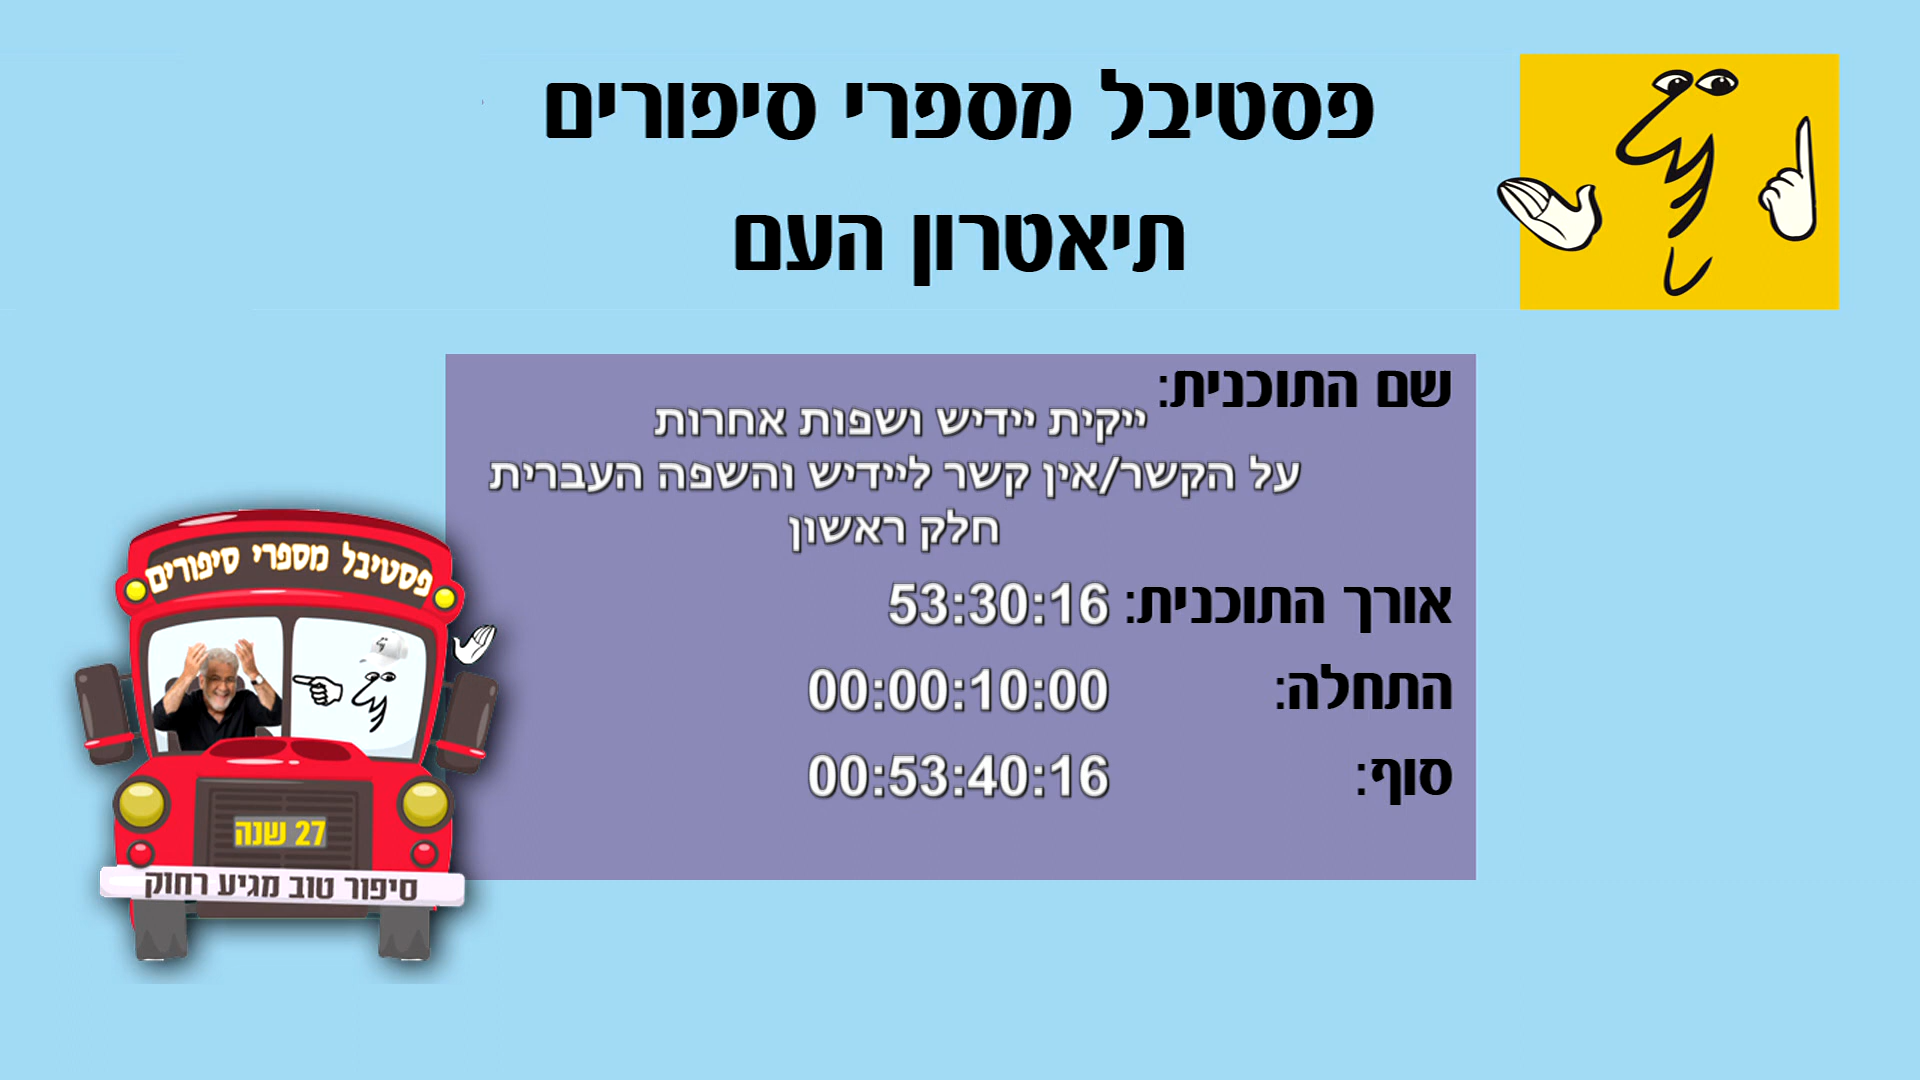 פסטיבל מספרי סיפורים
תיאטרון העם
שם התוכנית:
ייקית יידיש ושפות אחרות
על הקשר/אין קשר ליידיש והשפה העברית
חלק ראשון
אורך התוכנית: 53:30:16
התחלה: 00:00:10:00
סוף: 00:53:40:16
פסטיבל מספרי סיפורים
27 שנה
סיפור טוב מגיע רחוק